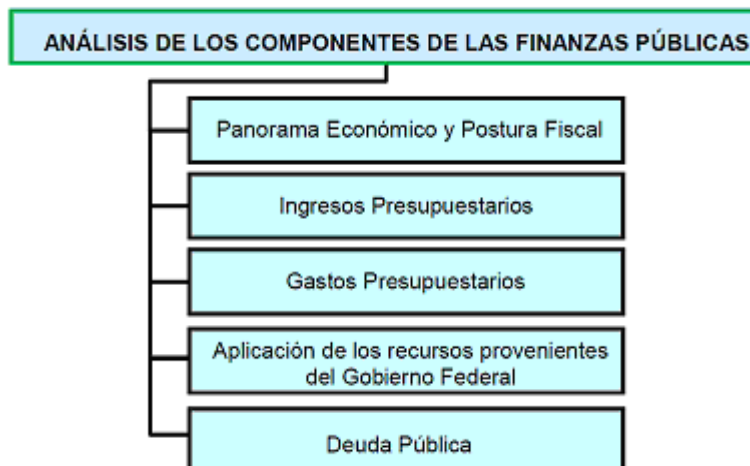 ANÁLISIS DE LOS COMPONENTES DE LAS FINANZAS PÚBLICAS
Panorama Económico y Postura Fiscal
Ingresos Presupuestarios
Gastos Presupuestarios
Aplicación de los recursos provenientes
del Gobierno Federal
Deuda Pública